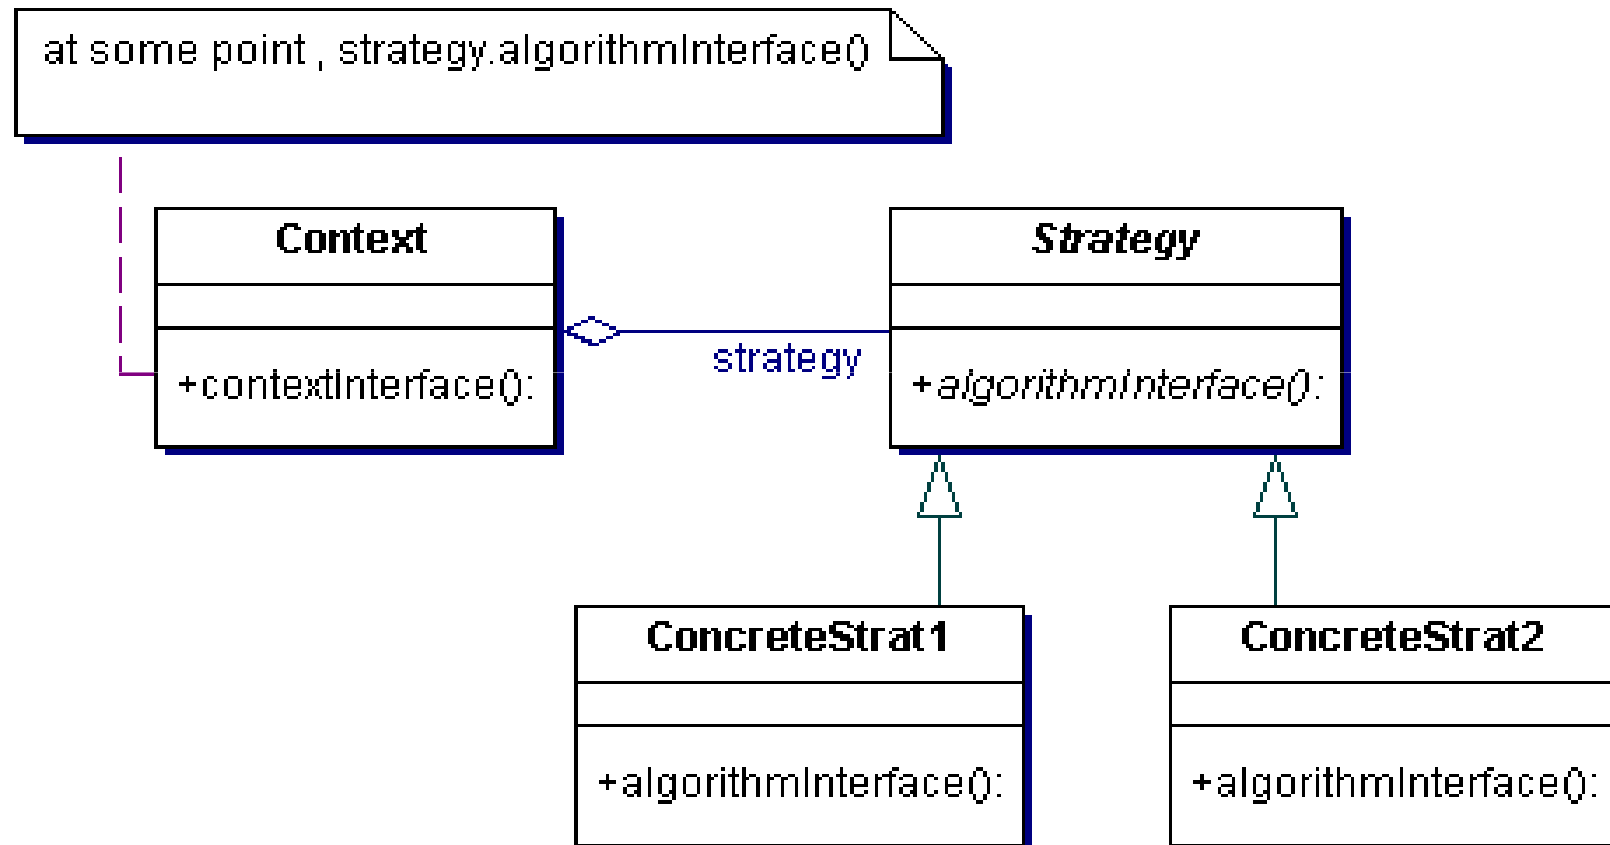 at some point , strategy.algorithmInterface()
Context
Strategy
strategy
+contextInterface():
+algorithmInterface():
ConcreteStrat1
ConcreteStrat2
+algorithmInterface():
+algorithmInterface():